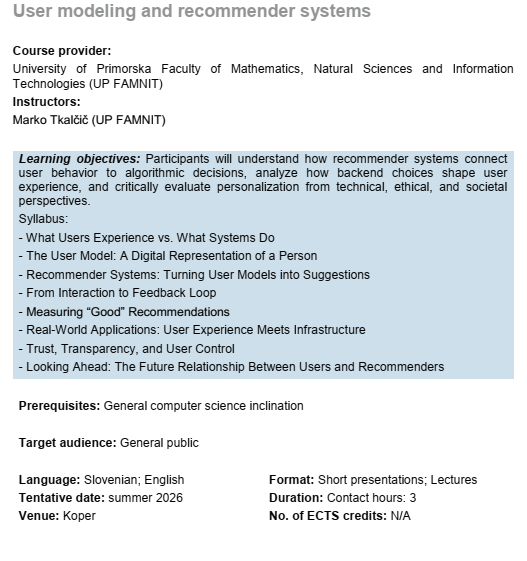 User modeling and recommender systems
Course provider:
University of Primorska Faculty of Mathematics, Natural Sciences and Information
Technologies (UP FAMNIT)
Instructors:
Marko Tkalčič (UP FAMNIT)
Learning objectives: Participants will understand how recommender systems connect
user behavior to algorithmic decisions, analyze how backend choices shape user
experience, and critically evaluate personalization from technical, ethical, and societal
perspectives.
Syllabus:
- What Users Experience vs. What Systems Do
- The User Model: A Digital Representation of a Person
- Recommender Systems: Turning User Models into Suggestions
- From Interaction to Feedback Loop
- Measuring “Good” Recommendations
- Real-World Applications: User Experience Meets Infrastructure
- Trust, Transparency, and User Control
- Looking Ahead: The Future Relationship Between Users and Recommenders
Prerequisites: General computer science inclination
Target audience: General public
Language: Slovenian; English
Tentative date: summer 2026
Venue: Koper
Format: Short presentations; Lectures
Duration: Contact hours: 3
No. of ECTS credits: N/A